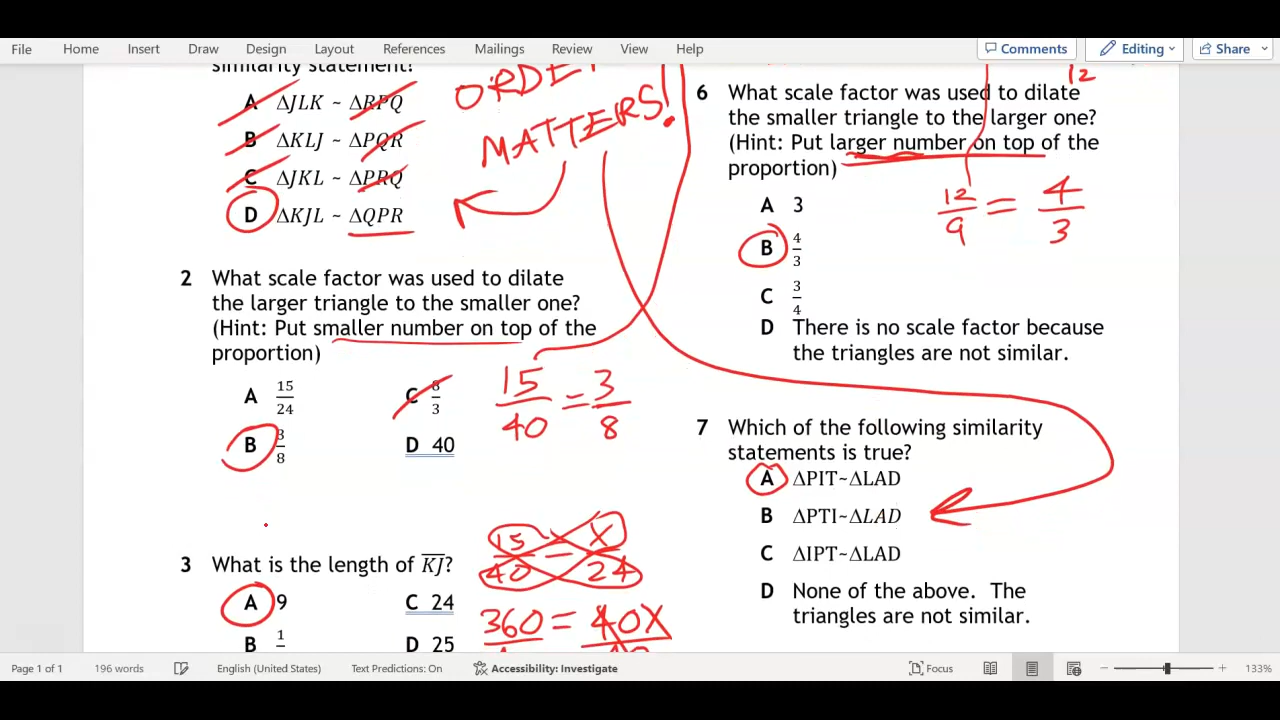 File Home Insert Draw Design Layout References Mailings Review View Help Comments Editing Share
similarity statement?
A ΔJLK ~ ΔRPQ
B ΔKLJ ~ ΔPQR
C ΔJKL ~ ΔPRQ
D ΔKJL ~ ΔQPR
ORDER
MATTERS!
2 What scale factor was used to dilate
the larger triangle to the smaller one?
(Hint: Put smaller number on top of the
proportion)
A 15/24
C 8/3
B 3/8
D 40
15/40 = 3/8
3 What is the length of K͞J͞?
A 9
C 24
B 1
D 25
15/40 = X/24
360 = 40X
12
6 What scale factor was used to dilate
the smaller triangle to the larger one?
(Hint: Put larger number on top of the
proportion)
A 3
B 4/3
C 3/4
D There is no scale factor because
the triangles are not similar.
12/9 = 4/3
7 Which of the following similarity
statements is true?
A ΔPIT~ΔLAD
B ΔPTI~ΔLAD
C ΔIPT~ΔLAD
D None of the above. The
triangles are not similar.
Page 1 of 1 196 words English (United States) Text Predictions: On Accessibility: Investigate Focus 133%